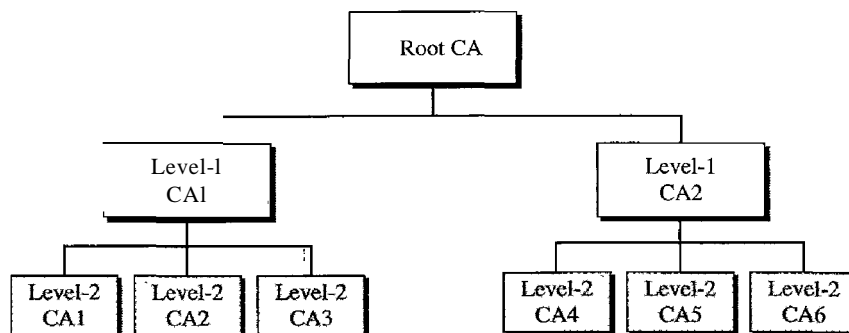 Root CA
Level-1
CA1
Level-1
CA2
Level-2
CA1
Level-2
CA2
Level-2
CA3
Level-2
CA4
Level-2
CA5
Level-2
CA6